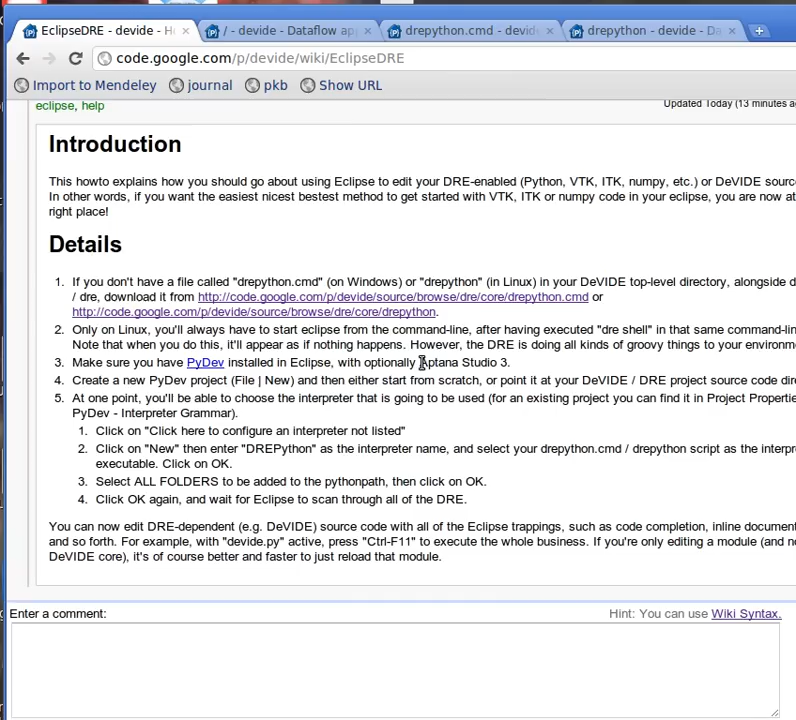 EclipseDRE - devide - H
/ - devide - Dataflow ap
drepython.cmd - devid
drepython - devide - Da
code.google.com/p/devide/wiki/EclipseDRE
Import to Mendeley journal pkb Show URL
eclipse, help
Updated Today (13 minutes a
Introduction
This howto explains how you should go about using Eclipse to edit your DRE-enabled (Python, VTK, ITK, numpy, etc.) or DeVIDE sourc
In other words, if you want the easiest nicest bestest method to get started with VTK, ITK or numpy code in your eclipse, you are now at
right place!
Details
1. If you don't have a file called "drepython.cmd" (on Windows) or "drepython" (in Linux) in your DeVIDE top-level directory, alongside d
/ dre, download it from http://code.google.com/p/devide/source/browse/dre/core/drepython.cmd or
http://code.google.com/p/devide/source/browse/dre/core/drepython.
2. Only on Linux, you'll always have to start eclipse from the command-line, after having executed "dre shell" in that same command-lin
Note that when you do this, it'll appear as if nothing happens. However, the DRE is doing all kinds of groovy things to your environm
3. Make sure you have PyDev installed in Eclipse, with optionally Aptana Studio 3.
4. Create a new PyDev project (File | New) and then either start from scratch, or point it at your DeVIDE / DRE project source code dire
5. At one point, you'll be able to choose the interpreter that is going to be used (for an existing project you can find it in Project Propertie
PyDev - Interpreter Grammar).
1. Click on "Click here to configure an interpreter not listed"
2. Click on "New" then enter "DREPython" as the interpreter name, and select your drepython.cmd / drepython script as the interpre
executable. Click on OK.
3. Select ALL FOLDERS to be added to the pythonpath, then click on OK.
4. Click OK again, and wait for Eclipse to scan through all of the DRE.
You can now edit DRE-dependent (e.g. DeVIDE) source code with all of the Eclipse trappings, such as code completion, inline document
and so forth. For example, with "devide.py" active, press "Ctrl-F11" to execute the whole business. If you're only editing a module (and no
DeVIDE core), it's of course better and faster to just reload that module.
Enter a comment:
Hint: You can use Wiki Syntax.